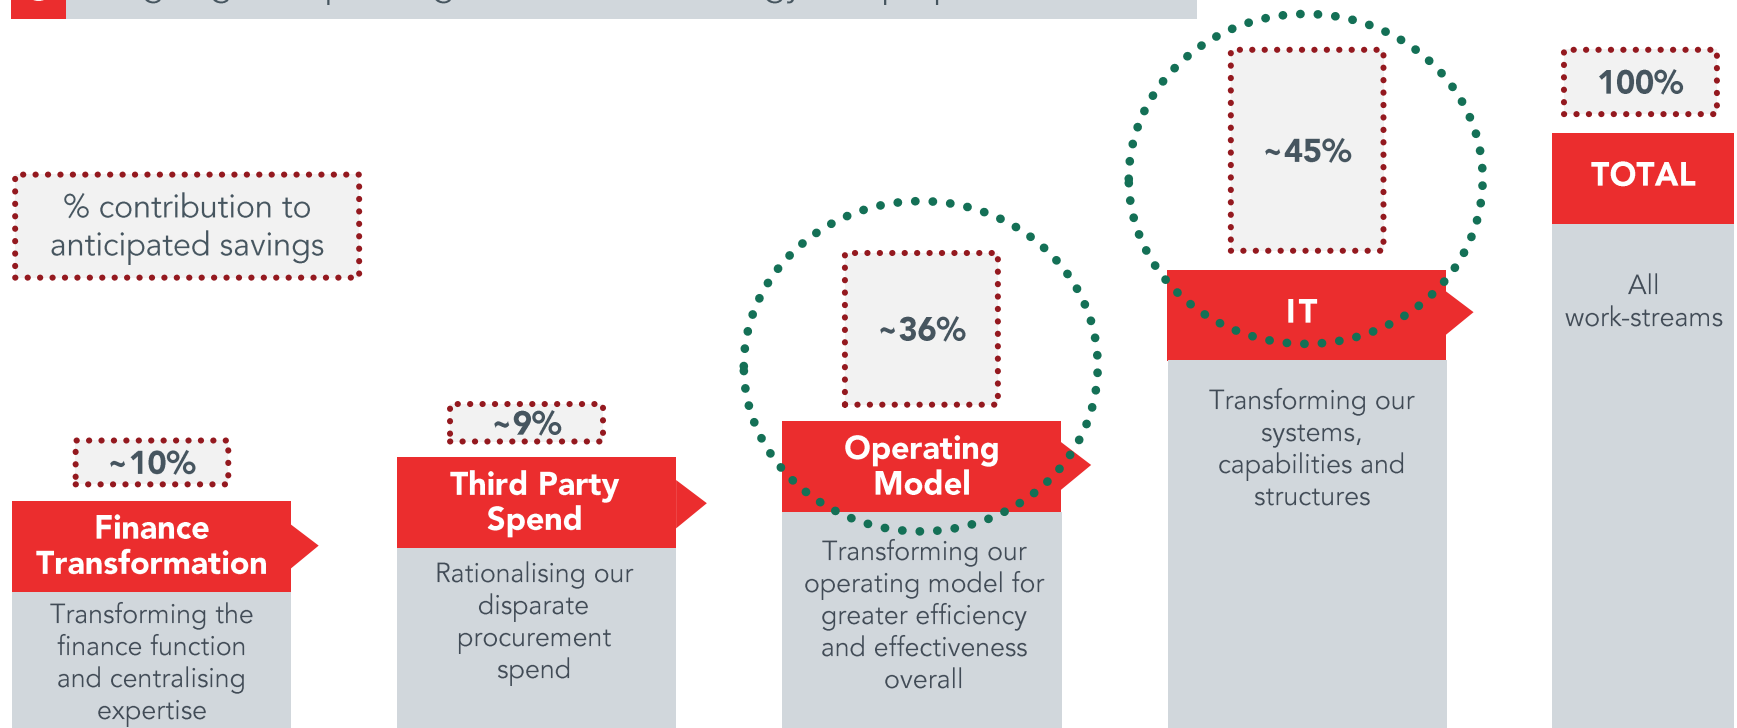 % contribution to
anticipated savings
~10%
Finance
Transformation
Transforming the
finance function
and centralising
expertise
~9%
Third Party
Spend
Rationalising our
disparate
procurement
spend
~36%
Operating
Model
Transforming our
operating model for
greater efficiency
and effectiveness
overall
~45%
IT
Transforming our
systems,
capabilities and
structures
100%
TOTAL
All
work-streams